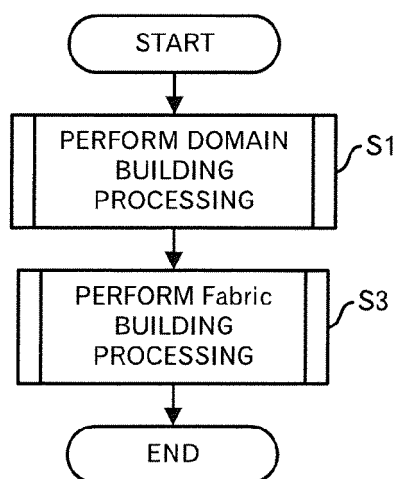 START
PERFORM DOMAIN
BUILDING
PROCESSING
S1
PERFORM Fabric
BUILDING
PROCESSING
S3
END